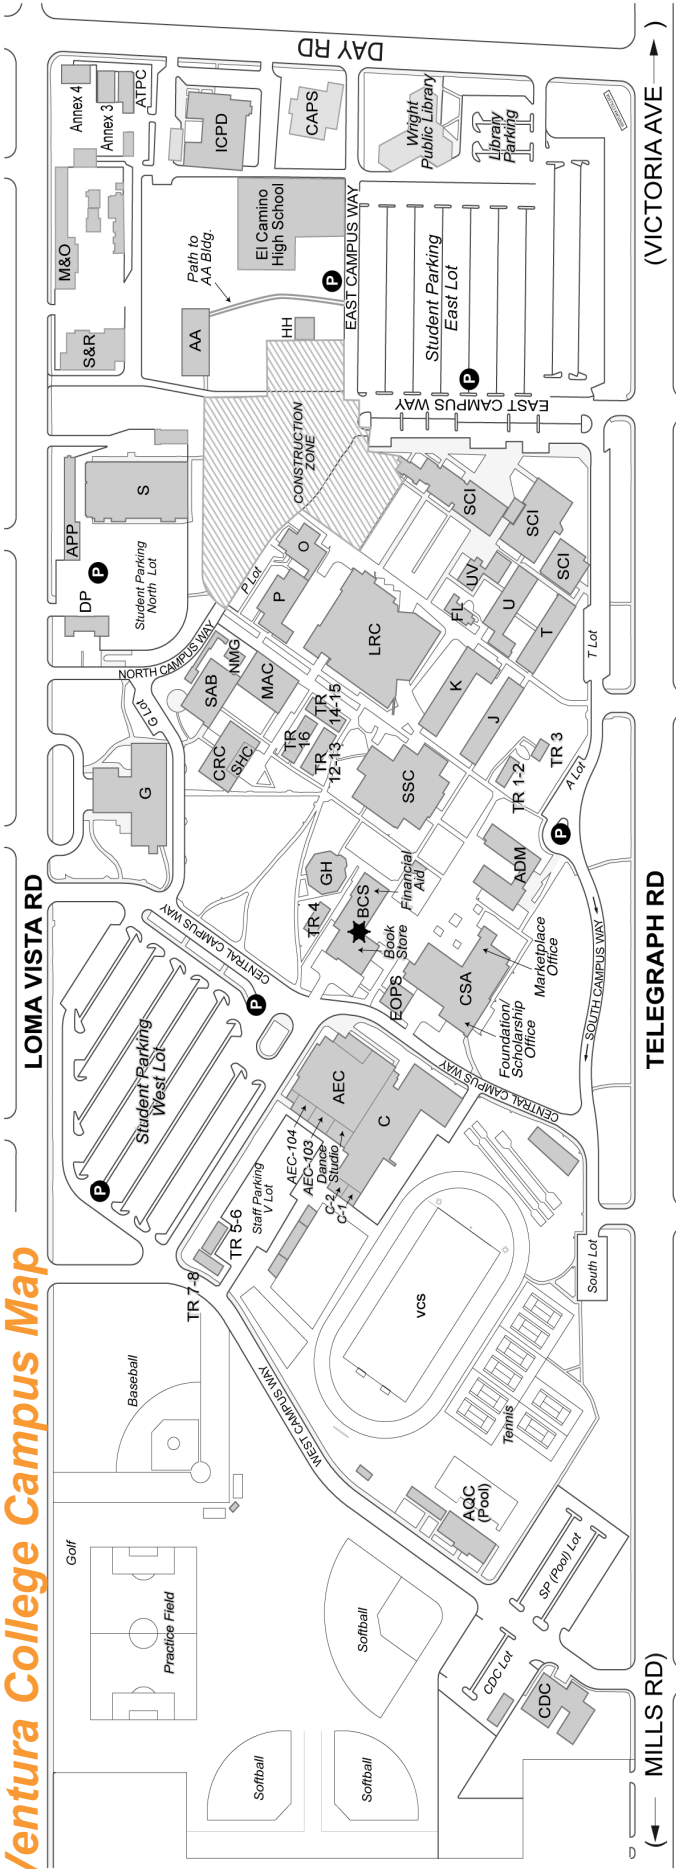 Ventura College Campus Map
LOMA VISTA RD
TELEGRAPH RD
(← MILLS RD)
(VICTORIA AVE → )
DAY RD
Golf
Baseball
Practice Field
Softball
Softball
Softball
CDC
CDC Lot
SP (Pool) Lot
AQC
(Pool)
Tennis
South Lot
VCS
WEST CAMPUS WAY
TR 7-8
TR 5-6
Staff Parking
V Lot
AEC-104
AEC-103
Dance
Studio
C-2
C-1
AEC
C
P
Student Parking
West Lot
P
CENTRAL CAMPUS WAY
CENTRAL CAMPUS WAY
← SOUTH CAMPUS WAY ←
Foundation/
Scholarship
Office
Marketplace
Office
CSA
EOPS
Book
Store
BCS
Financial
Aid
TR 4
GH
ADM
P
A Lot
TR 1-2
TR 3
SSC
G
G Lot
CRC
SHC
SAB
NMG
MAC
TR
16
TR
12-13
TR
14-15
NORTH CAMPUS WAY
LRC
K
J
T
U
FL
UV
T Lot
SCI
SCI
SCI
P
O
P Lot
DP
P
APP
Student Parking
North Lot
S
CONSTRUCTION
ZONE
S&R
M&O
AA
HH
Path to
AA Bldg.
El Camino
High School
P
EAST CAMPUS WAY
EAST CAMPUS WAY
EAST CAMPUS WAY
P
Student Parking
East Lot
Annex 4
Annex 3
ATPC
ICPD
CAPS
Wright
Public Library
Library
Parking